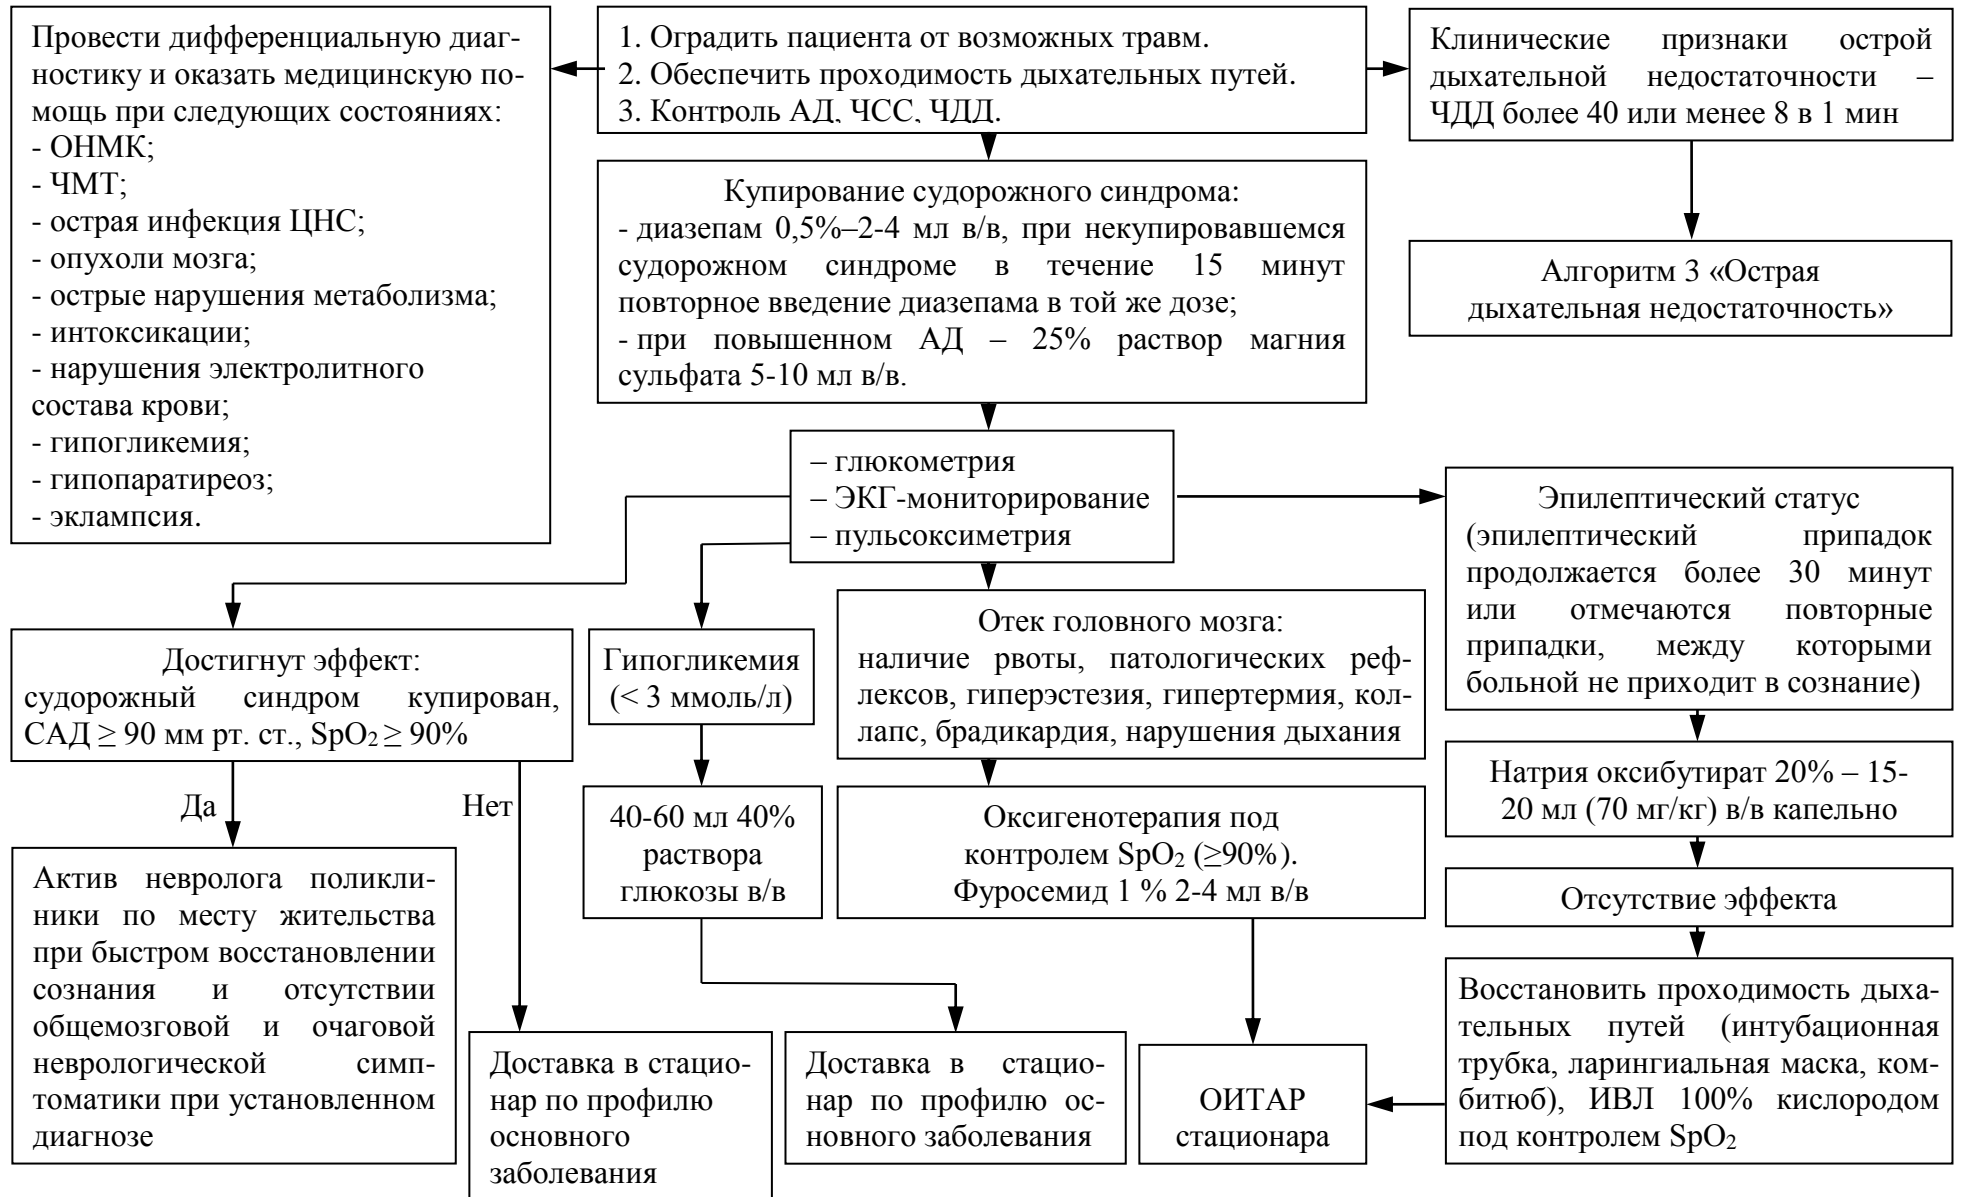 Провести дифференциальную диаг-
ностику и оказать медицинскую по-
мощь при следующих состояниях:
- ОНМК;
- ЧМТ;
- острая инфекция ЦНС;
- опухоли мозга;
- острые нарушения метаболизма;
- интоксикации;
- нарушения электролитного
состава крови;
- гипогликемия;
- гипопаратиреоз;
- эклампсия.
1. Оградить пациента от возможных травм.
2. Обеспечить проходимость дыхательных путей.
3. Контроль АД, ЧСС, ЧДД.
Клинические признаки острой
дыхательной недостаточности –
ЧДД более 40 или менее 8 в 1 мин
Купирование судорожного синдрома:
- диазепам 0,5%–2-4 мл в/в, при некупировавшемся
судорожном синдроме в течение 15 минут
повторное введение диазепама в той же дозе;
- при повышенном АД – 25% раствор магния
сульфата 5-10 мл в/в.
Алгоритм 3 «Острая
дыхательная недостаточность»
– глюкометрия
– ЭКГ-мониторирование
– пульсоксиметрия
Эпилептический статус
(эпилептический припадок
продолжается более 30 минут
или отмечаются повторные
припадки, между которыми
больной не приходит в сознание)
Достигнут эффект:
судорожный синдром купирован,
САД ≥ 90 мм рт. ст., SpO₂ ≥ 90%
Гипогликемия
(< 3 ммоль/л)
Отек головного мозга:
наличие рвоты, патологических реф-
лексов, гиперэстезия, гипертермия, кол-
лапс, брадикардия, нарушения дыхания
Натрия оксибутират 20% – 15-
20 мл (70 мг/кг) в/в капельно
Да
Нет
40-60 мл 40%
раствора
глюкозы в/в
Оксигенотерапия под
контролем SpO₂ (≥90%).
Фуросемид 1 % 2-4 мл в/в
Отсутствие эффекта
Актив невролога поликли-
ники по месту жительства
при быстром восстановлении
сознания и отсутствии
общемозговой и очаговой
неврологической симп-
томатики при установленном
диагнозе
Доставка в стацио-
нар по профилю
основного
заболевания
Доставка в стацио-
нар по профилю ос-
новного заболевания
ОИТАР
стационара
Восстановить проходимость дыха-
тельных путей (интубационная
трубка, ларингиальная маска, ком-
битюб), ИВЛ 100% кислородом
под контролем SpO₂